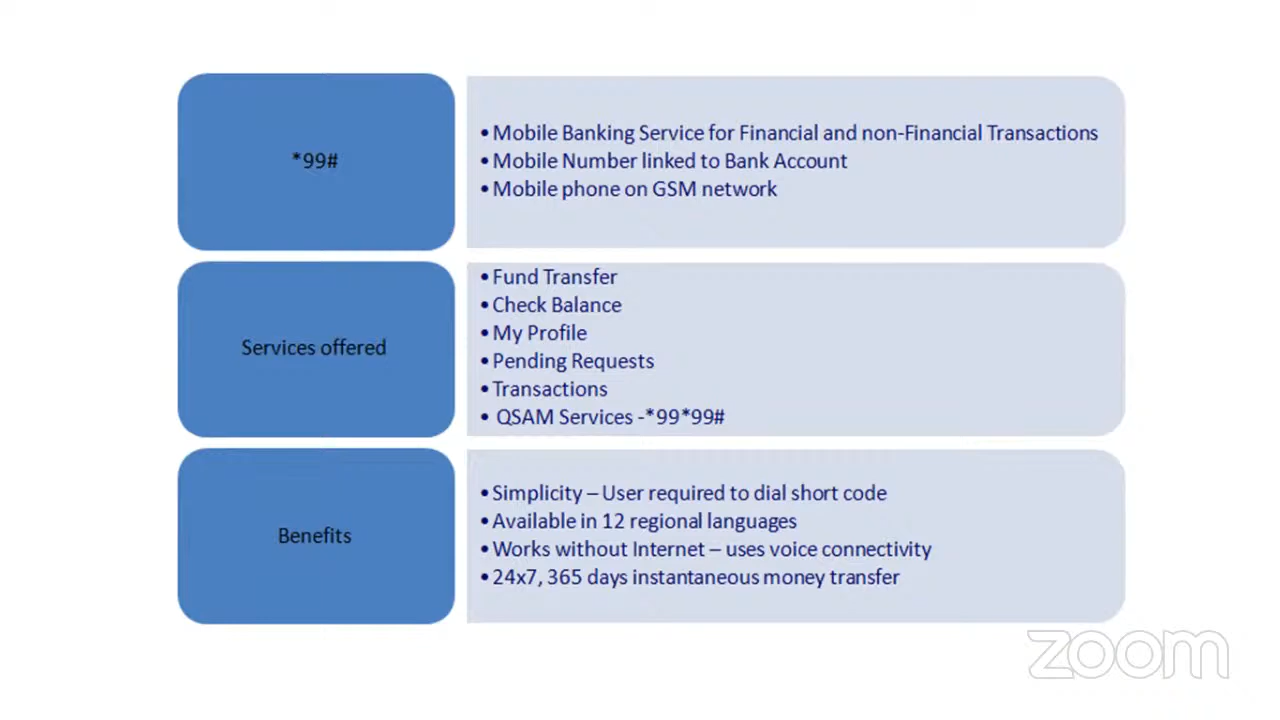 *99#
• Mobile Banking Service for Financial and non-Financial Transactions
• Mobile Number linked to Bank Account
• Mobile phone on GSM network
Services offered
• Fund Transfer
• Check Balance
• My Profile
• Pending Requests
• Transactions
• QSAM Services -*99*99#
Benefits
• Simplicity – User required to dial short code
• Available in 12 regional languages
• Works without Internet – uses voice connectivity
• 24x7, 365 days instantaneous money transfer
zoom